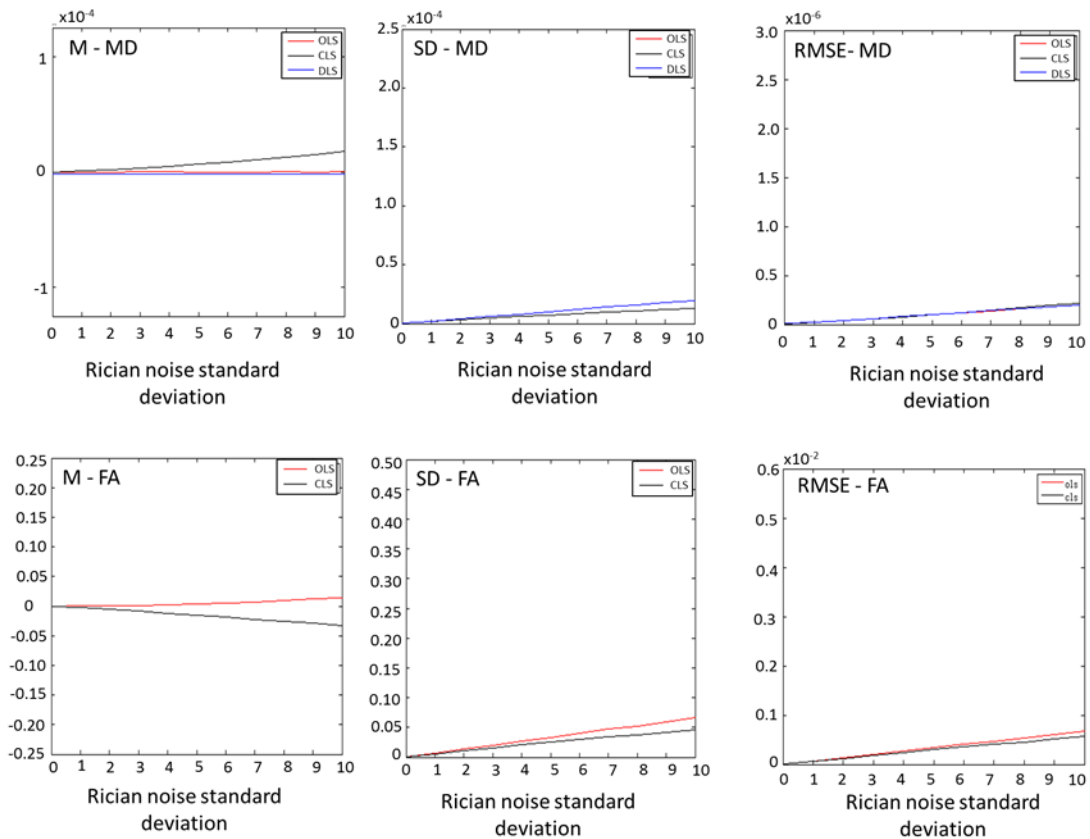 x10-4
M - MD
OLS
CLS
DLS
1
0
-1
0 1 2 3 4 5 6 7 8 9 10
Rician noise standard
deviation
x10-4
SD - MD
OLS
CLS
DLS
2.5
2.0
1.5
1.0
0.5
0
0 1 2 3 4 5 6 7 8 9 10
Rician noise standard
deviation
x10-6
RMSE- MD
OLS
CLS
DLS
3.0
2.5
2.0
1.5
1.0
0.5
0
0 1 2 3 4 5 6 7 8 9 10
Rician noise standard
deviation
M - FA
OLS
CLS
0.25
0.20
0.15
0.10
0.05
0
-0.05
-0.10
-0.15
-0.20
-0.25
0 1 2 3 4 5 6 7 8 9 10
Rician noise standard
deviation
SD - FA
OLS
CLS
0.50
0.45
0.40
0.35
0.30
0.25
0.20
0.15
0.10
0.05
0
0 1 2 3 4 5 6 7 8 9 10
Rician noise standard
deviation
x10-2
RMSE - FA
ols
cls
0.6
0.5
0.4
0.3
0.2
0.2
0
0 1 2 3 4 5 6 7 8 9 10
Rician noise standard
deviation